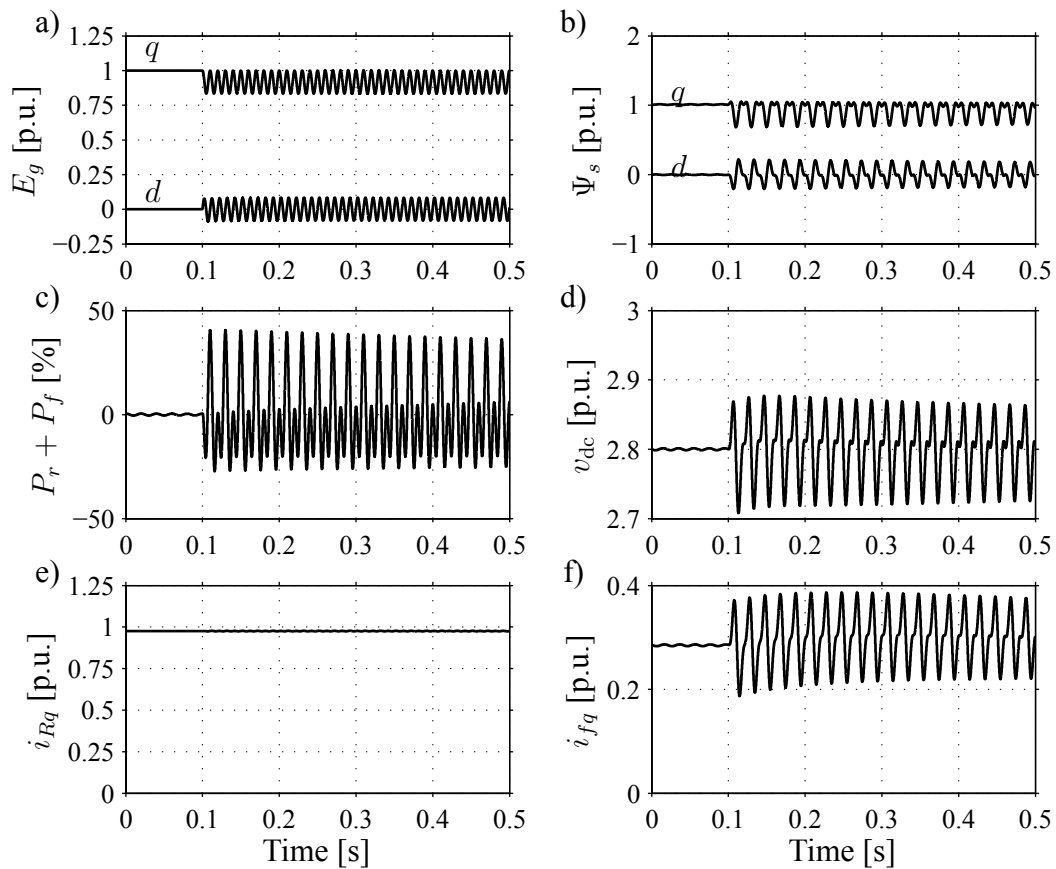 a)
1.25
1
0.75
0.5
0.25
0
−0.25
E_g [p.u.]
q
d
0 0.1 0.2 0.3 0.4 0.5
b)
2
1
0
−1
Ψ_s [p.u.]
q
d
0 0.1 0.2 0.3 0.4 0.5
c)
50
0
−50
P_r + P_f [%]
0 0.1 0.2 0.3 0.4 0.5
d)
3
2.9
2.8
2.7
v_dc [p.u.]
0 0.1 0.2 0.3 0.4 0.5
e)
1.25
1
0.75
0.5
0.25
0
i_Rq [p.u.]
0 0.1 0.2 0.3 0.4 0.5
Time [s]
f)
0.4
0.2
0
i_fq [p.u.]
0 0.1 0.2 0.3 0.4 0.5
Time [s]